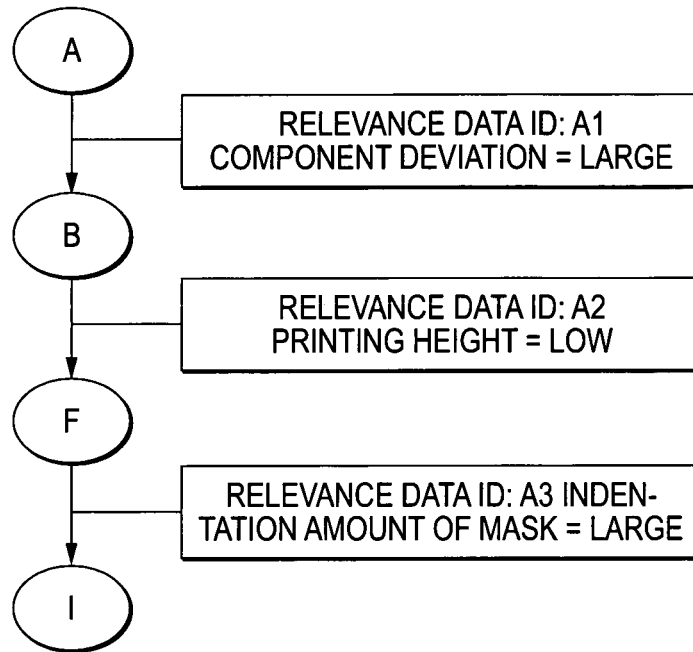 A
RELEVANCE DATA ID: A1
COMPONENT DEVIATION = LARGE
B
RELEVANCE DATA ID: A2
PRINTING HEIGHT = LOW
F
RELEVANCE DATA ID: A3 INDEN-
TATION AMOUNT OF MASK = LARGE
I